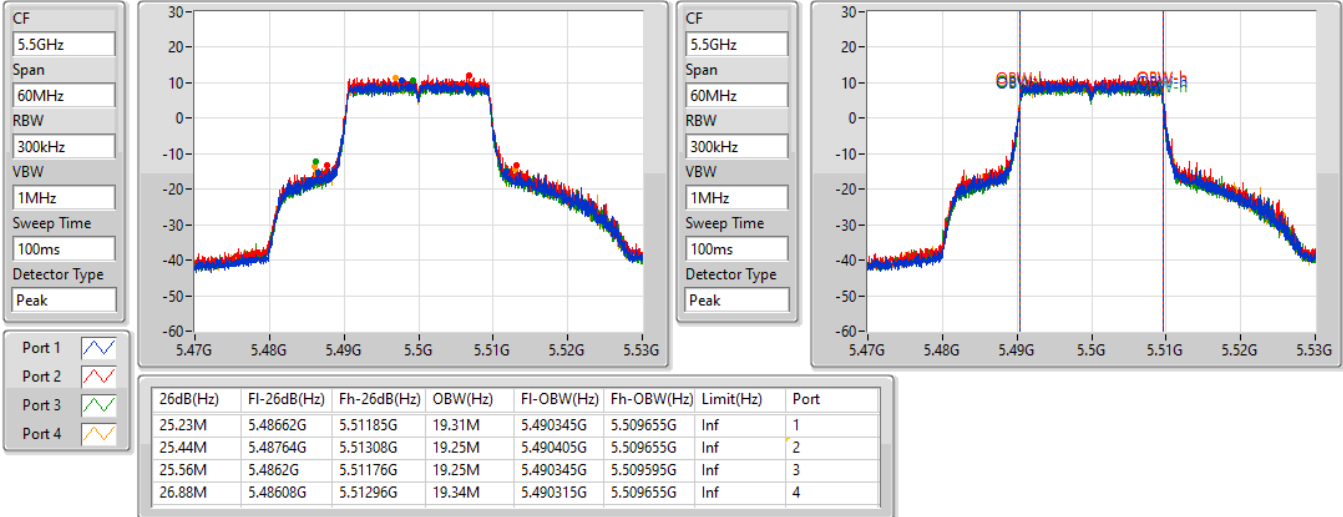 CF
5.5GHz
Span
60MHz
RBW
300kHz
VBW
1MHz
Sweep Time
100ms
Detector Type
Peak
30
20
10
0
-10
-20
-30
-40
-50
-60
5.47G 5.48G 5.49G 5.5G 5.51G 5.52G 5.53G
CF
5.5GHz
Span
60MHz
RBW
300kHz
VBW
1MHz
Sweep Time
100ms
Detector Type
Peak
30
20
10
0
-10
-20
-30
-40
-50
-60
OBW-h
5.47G 5.48G 5.49G 5.5G 5.51G 5.52G 5.53G
Port 1
Port 2
Port 3
Port 4
26dB(Hz) Fl-26dB(Hz) Fh-26dB(Hz) OBW(Hz) Fl-OBW(Hz) Fh-OBW(Hz) Limit(Hz) Port
25.23M 5.48662G 5.51185G 19.31M 5.490345G 5.509655G Inf 1
25.44M 5.48764G 5.51308G 19.25M 5.490405G 5.509655G Inf 2
25.56M 5.4862G 5.51176G 19.25M 5.490345G 5.509595G Inf 3
26.88M 5.48608G 5.51296G 19.34M 5.490315G 5.509655G Inf 4